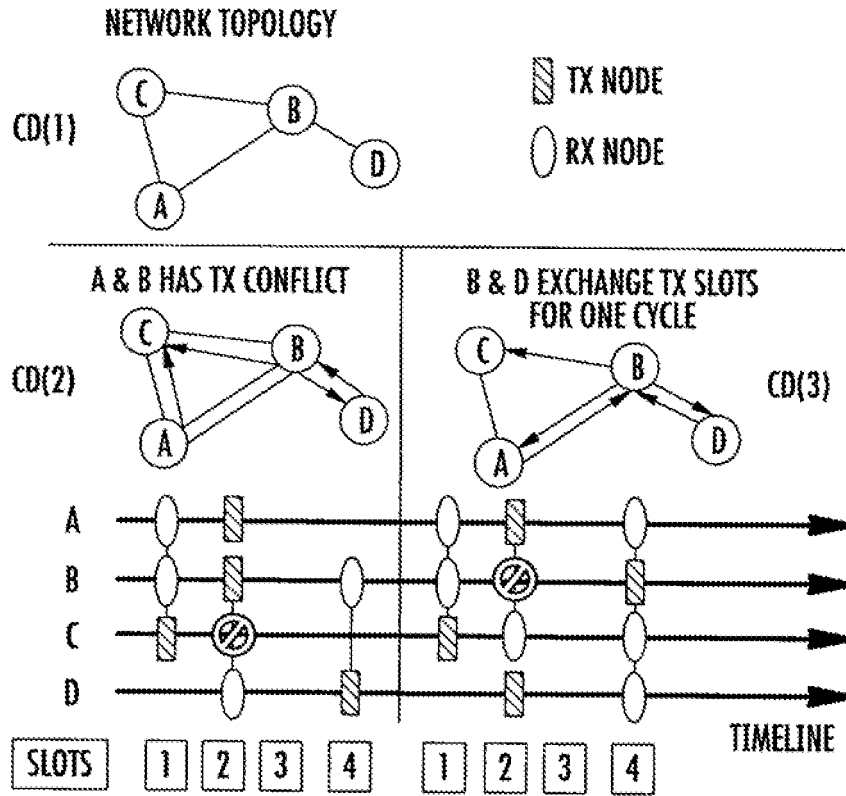 NETWORK TOPOLOGY
CD(1)
C
B
D
A
TX NODE
RX NODE
A & B HAS TX CONFLICT
B & D EXCHANGE TX SLOTS
FOR ONE CYCLE
CD(2)
C
B
D
A
C
B
D
A
CD(3)
A
B
C
D
TIMELINE
SLOTS 1 2 3 4 1 2 3 4